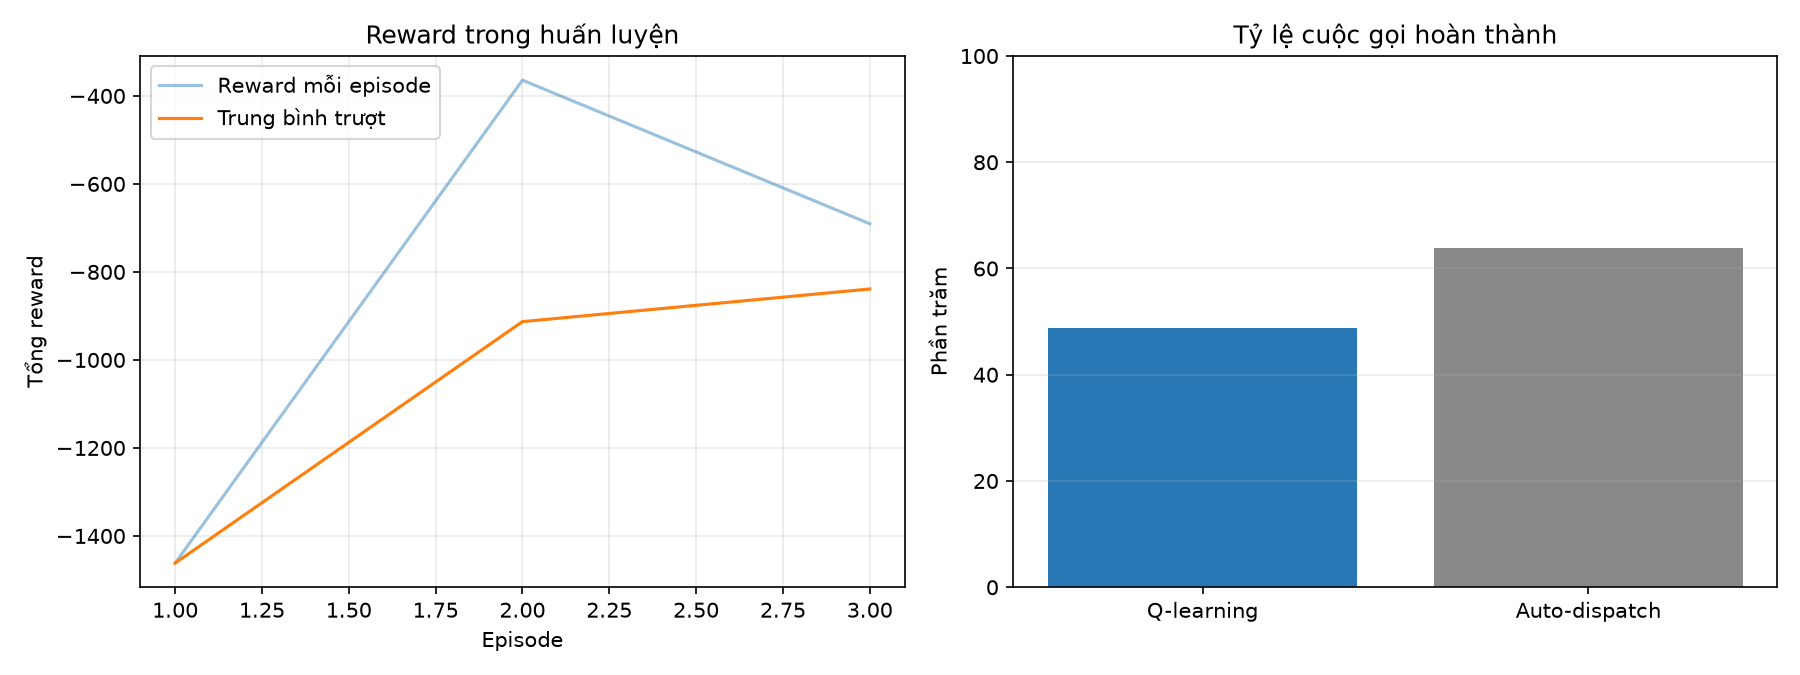 Reward trong huấn luyện
Reward mỗi episode
Trung bình trượt
Tổng reward
−400
−600
−800
−1000
−1200
−1400
1.00 1.25 1.50 1.75 2.00 2.25 2.50 2.75 3.00
Episode
Tỷ lệ cuộc gọi hoàn thành
Phần trăm
100
80
60
40
20
0
Q-learning Auto-dispatch